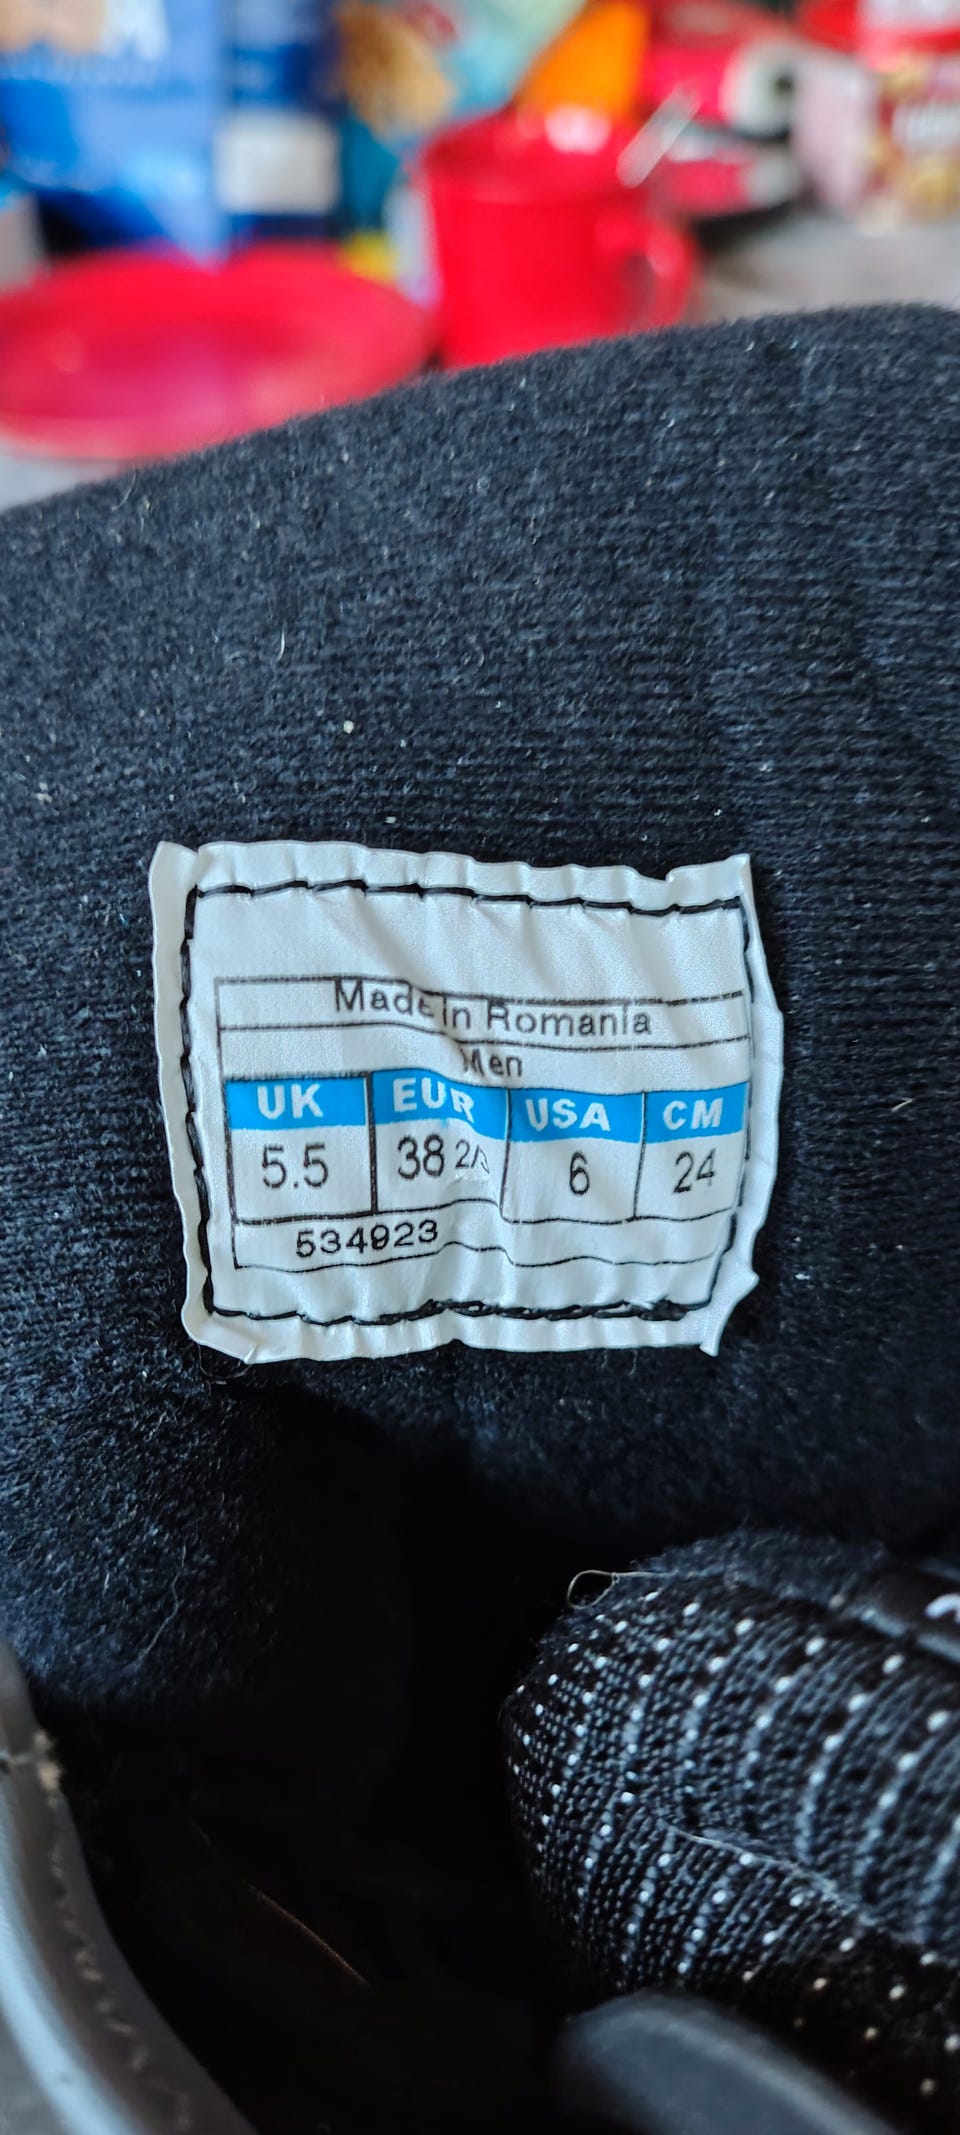 Made in Romania
Men
UK EUR USA CM
5.5 38 2/3 6 24
534923